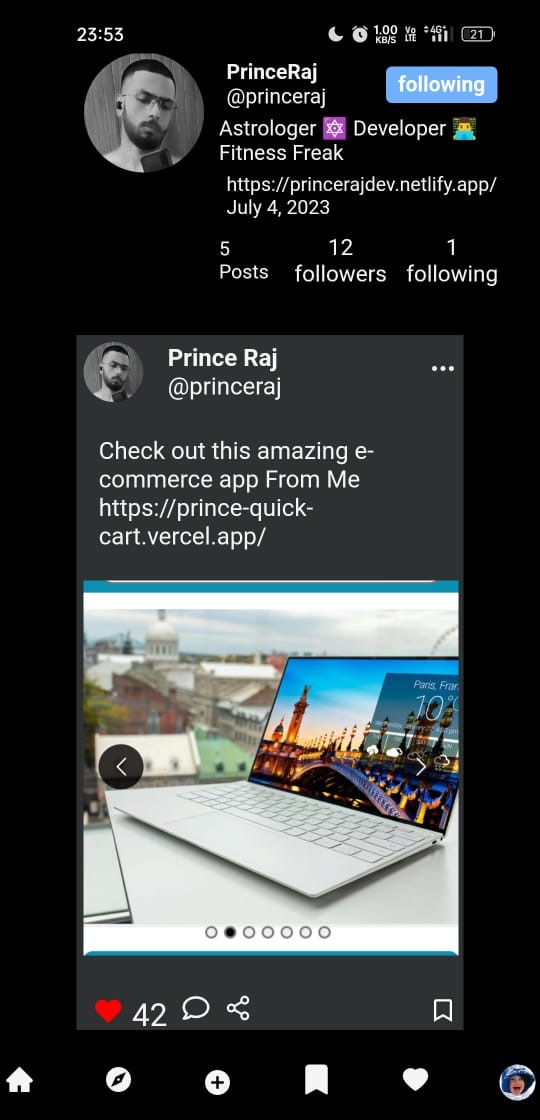 23:53
1.00 KB/S
Vo LTE
4G+
21
PrinceRaj
following
@princeraj
Astrologer 🔯 Developer 👨‍💻
Fitness Freak
https://princerajdev.netlify.app/
July 4, 2023
5 12 1
Posts followers following
Prince Raj
@princeraj
Check out this amazing e-
commerce app From Me
https://prince-quick-
cart.vercel.app/
Paris, Fran
10°
42